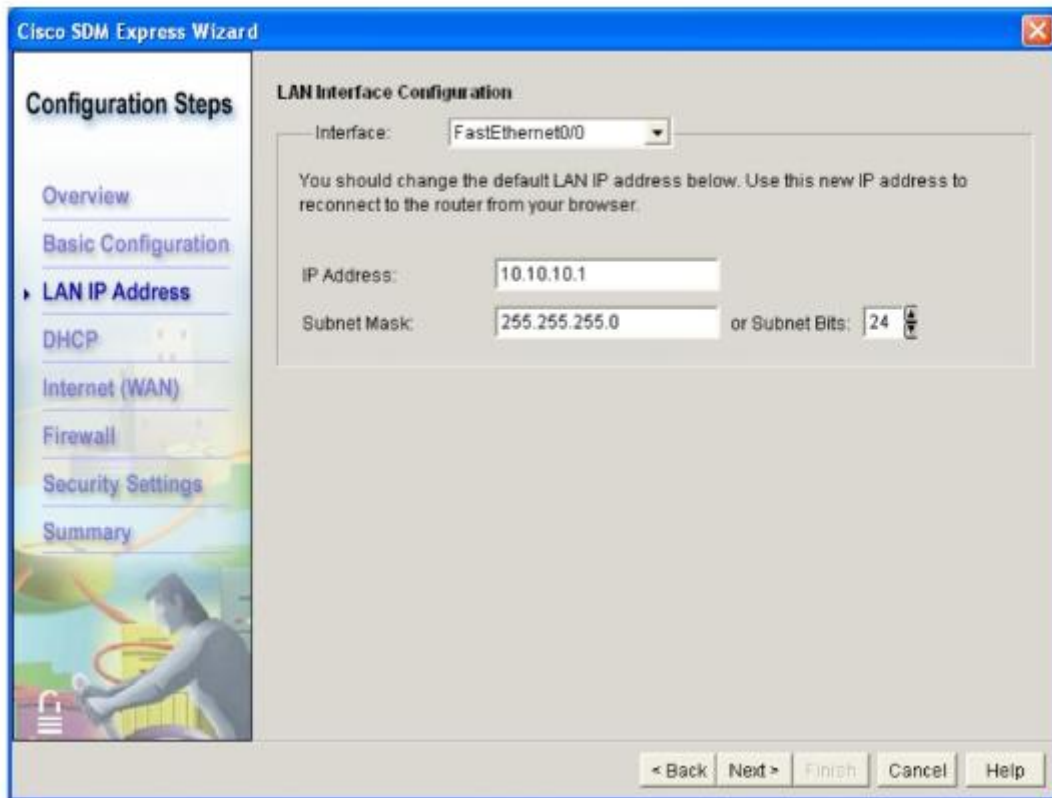 Cisco SDM Express Wizard
Configuration Steps
Overview
Basic Configuration
LAN IP Address
DHCP
Internet (WAN)
Firewall
Security Settings
Summary
LAN Interface Configuration
Interface: FastEthernet0/0
You should change the default LAN IP address below. Use this new IP address to
reconnect to the router from your browser.
IP Address: 10.10.10.1
Subnet Mask: 255.255.255.0 or Subnet Bits: 24
< Back Next > Finish Cancel Help